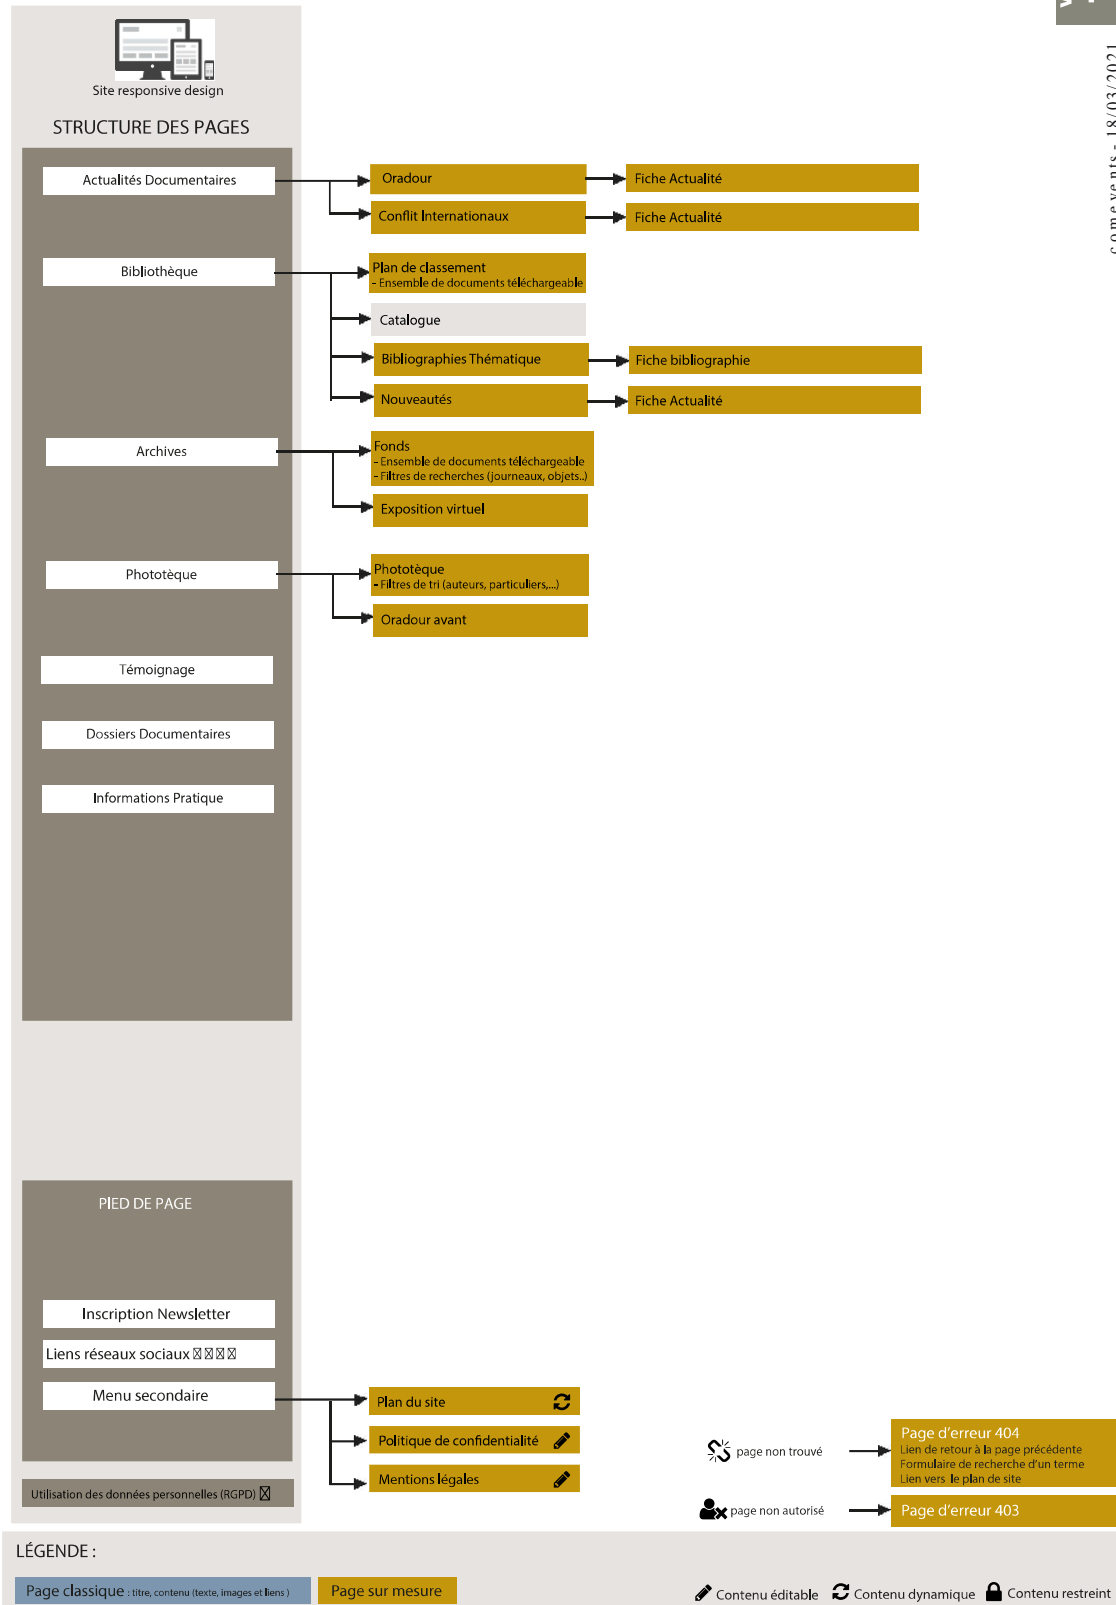 Site responsive design
STRUCTURE DES PAGES
Actualités Documentaires
Oradour
Fiche Actualité
Conflit Internationaux
Fiche Actualité
Bibliothèque
Plan de classement
- Ensemble de documents téléchargeable
Catalogue
Bibliographies Thématique
Fiche bibliographie
Nouveautés
Fiche Actualité
Archives
Fonds
- Ensemble de documents téléchargeable
- Filtres de recherches (journeaux, objets..)
Exposition virtuel
Phototèque
Phototèque
- Filtres de tri (auteurs, particuliers,...)
Oradour avant
Témoignage
Dossiers Documentaires
Informations Pratique
comevents - 18/03/2021
PIED DE PAGE
Inscription Newsletter
Liens réseaux sociaux
Menu secondaire
Plan du site
Politique de confidentialité
Mentions légales
Utilisation des données personnelles (RGPD)
page non trouvé
Page d'erreur 404
Lien de retour à la page précédente
Formulaire de recherche d'un terme
Lien vers le plan de site
page non autorisé
Page d'erreur 403
LÉGENDE :
Page classique : titre, contenu (texte, images et liens )
Page sur mesure
Contenu éditable
Contenu dynamique
Contenu restreint